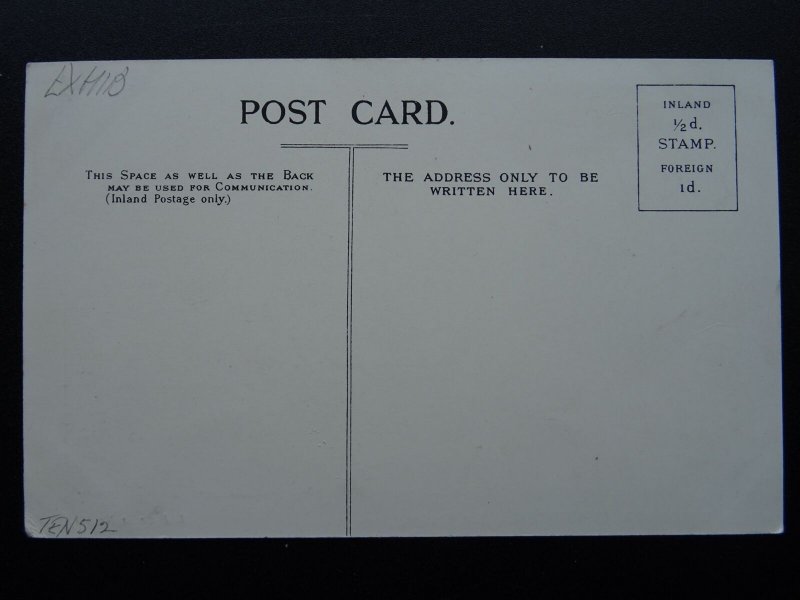 EXHIB
POST CARD.
THIS SPACE AS WELL AS THE BACK
MAY BE USED FOR COMMUNICATION.
(Inland Postage only.)
THE ADDRESS ONLY TO BE
WRITTEN HERE.
INLAND
½d.
STAMP.
FOREIGN
1d.
TEN512